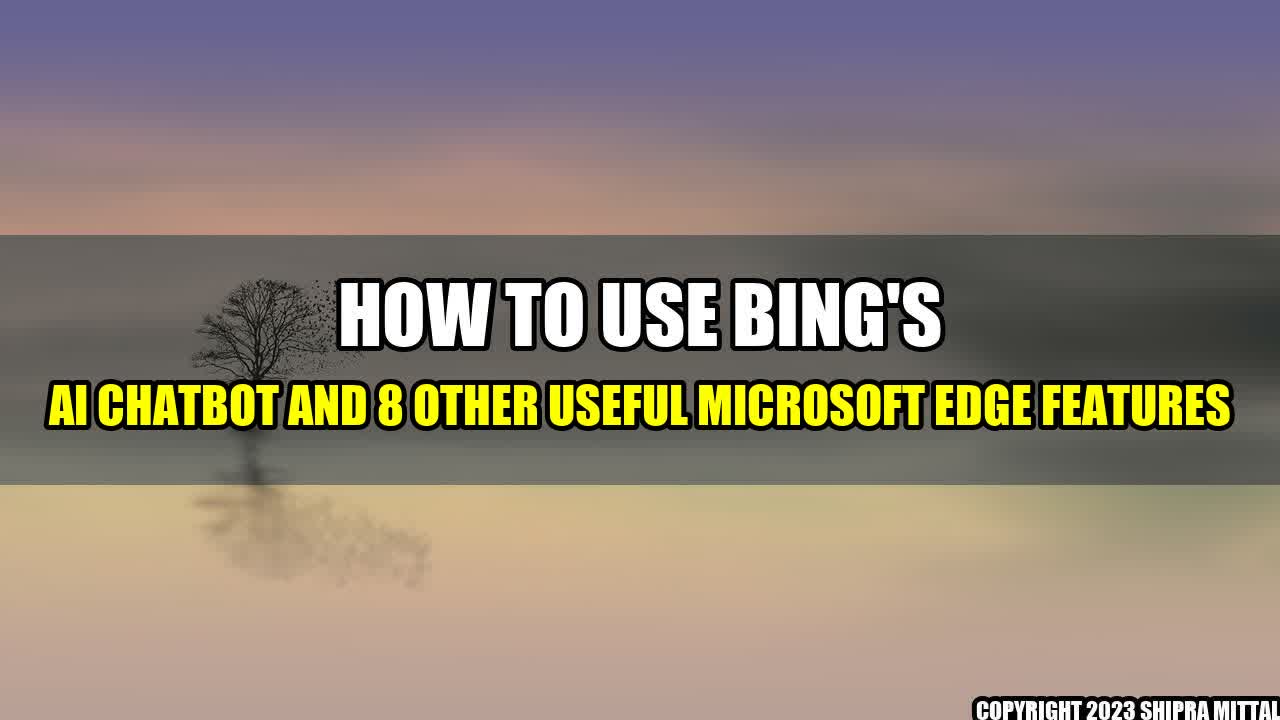 HOW TO USE BING'S
AI CHATBOT AND 8 OTHER USEFUL MICROSOFT EDGE FEATURES
COPYRIGHT 2023 SHIPRA MITTAL